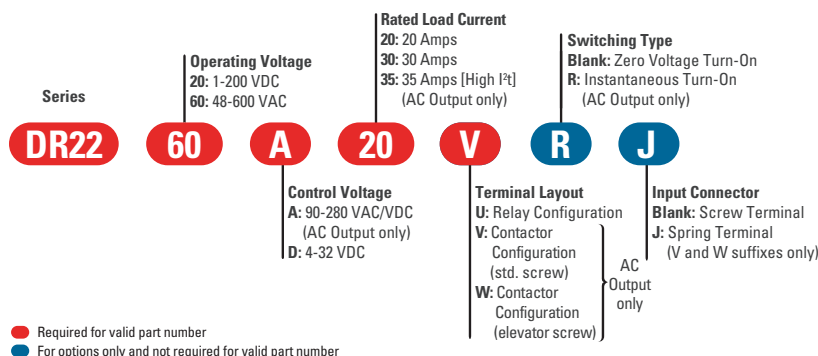 Rated Load Current
20: 20 Amps
30: 30 Amps
35: 35 Amps [High I²t]
(AC Output only)
Operating Voltage
20: 1-200 VDC
60: 48-600 VAC
Switching Type
Blank: Zero Voltage Turn-On
R: Instantaneous Turn-On
(AC Output only)
Series
DR22
60
A
20
V
R
J
Control Voltage
A: 90-280 VAC/VDC
(AC Output only)
D: 4-32 VDC
Terminal Layout
U: Relay Configuration
V: Contactor
Configuration
(std. screw)
W: Contactor
Configuration
(elevator screw)
AC
Output
only
Input Connector
Blank: Screw Terminal
J: Spring Terminal
(V and W suffixes only)
Required for valid part number
For options only and not required for valid part number